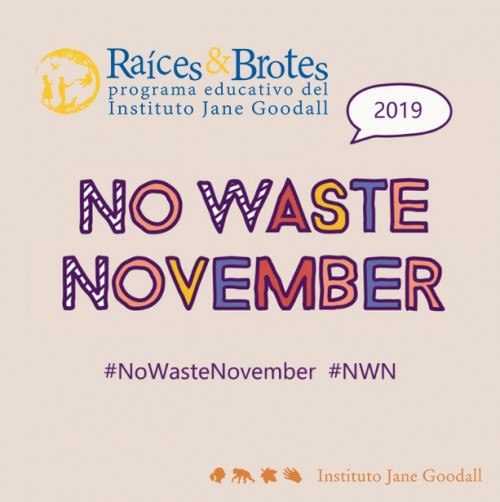 Raíces&Brotes
programa educativo del
Instituto Jane Goodall
2019
NO WASTE
NOVEMBER
#NoWasteNovember #NWN
Instituto Jane Goodall